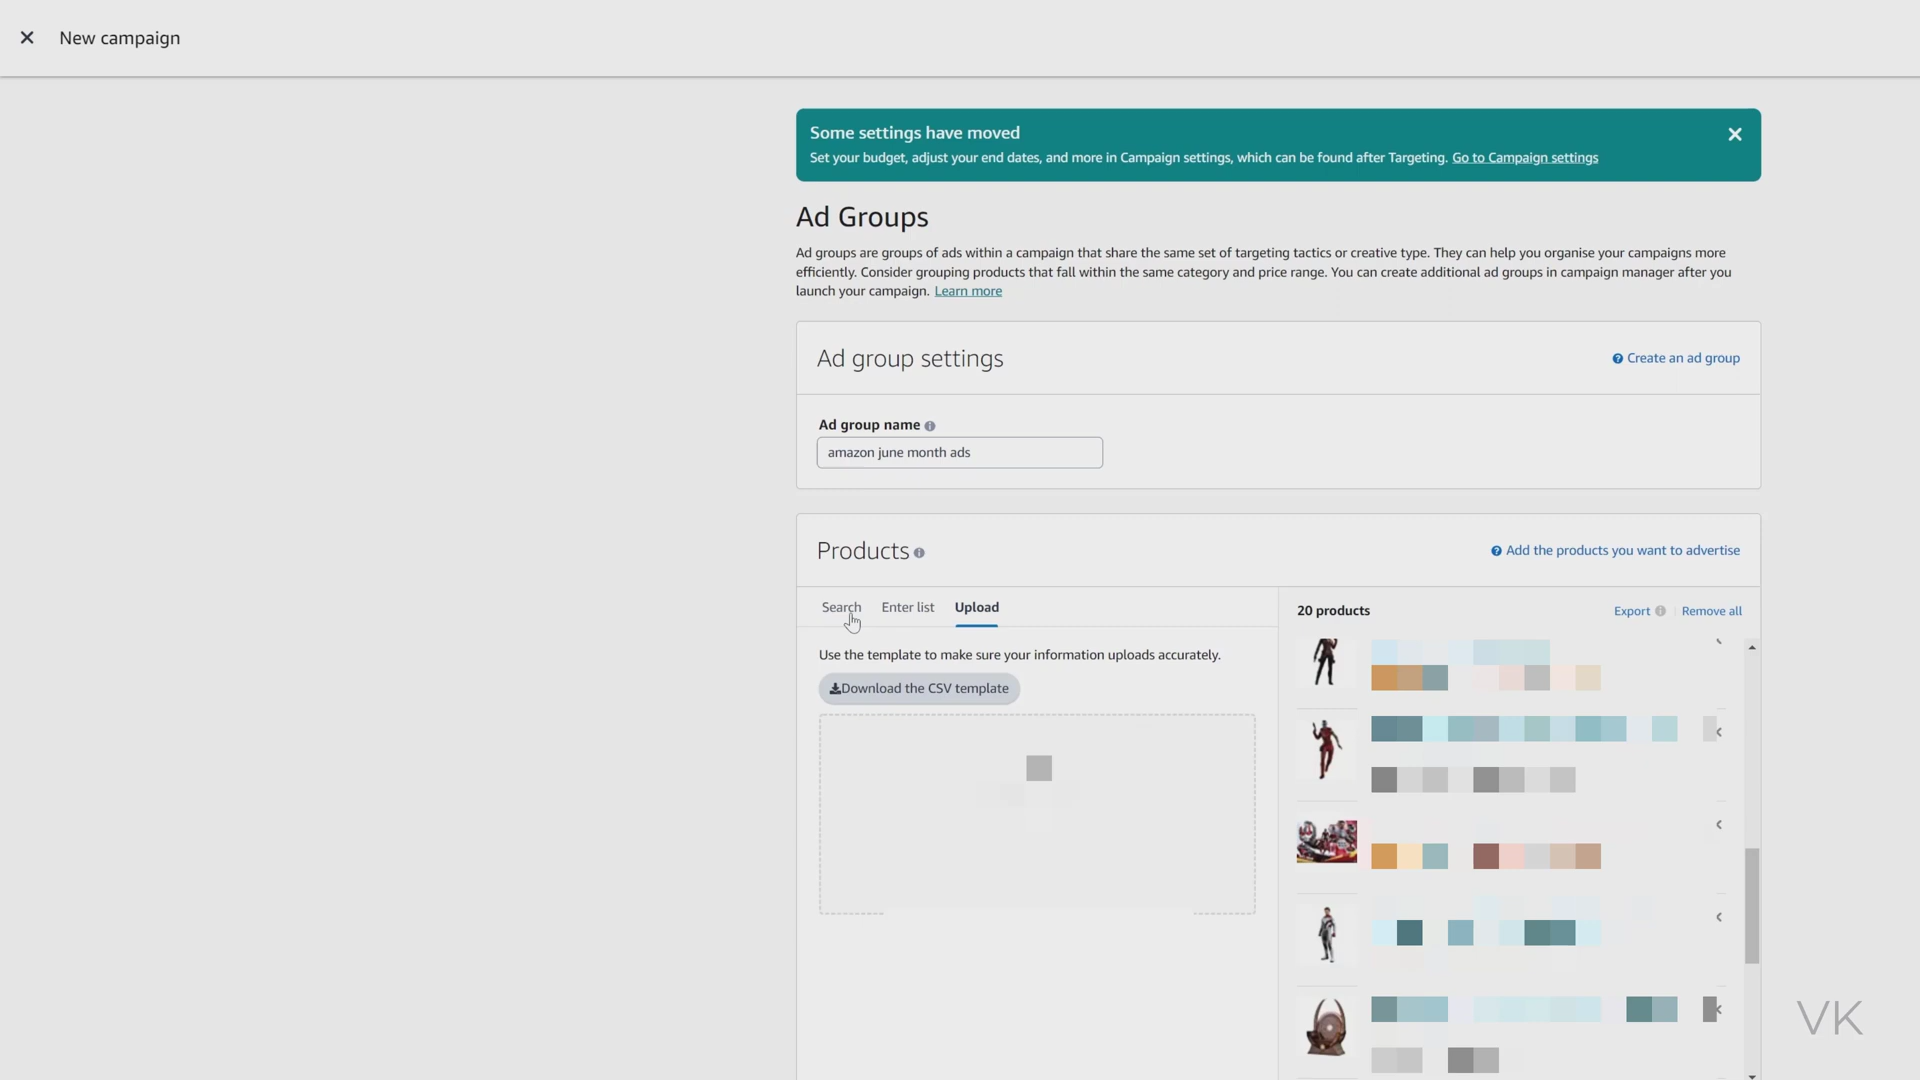 New campaign
Some settings have moved
Set your budget, adjust your end dates, and more in Campaign settings, which can be found after Targeting. Go to Campaign settings
Ad Groups
Ad groups are groups of ads within a campaign that share the same set of targeting tactics or creative type. They can help you organise your campaigns more
efficiently. Consider grouping products that fall within the same category and price range. You can create additional ad groups in campaign manager after you
launch your campaign. Learn more
Ad group settings
Create an ad group
Ad group name
amazon june month ads
Products
Add the products you want to advertise
Search Enter list Upload
20 products
Export Remove all
Use the template to make sure your information uploads accurately.
Download the CSV template
VK